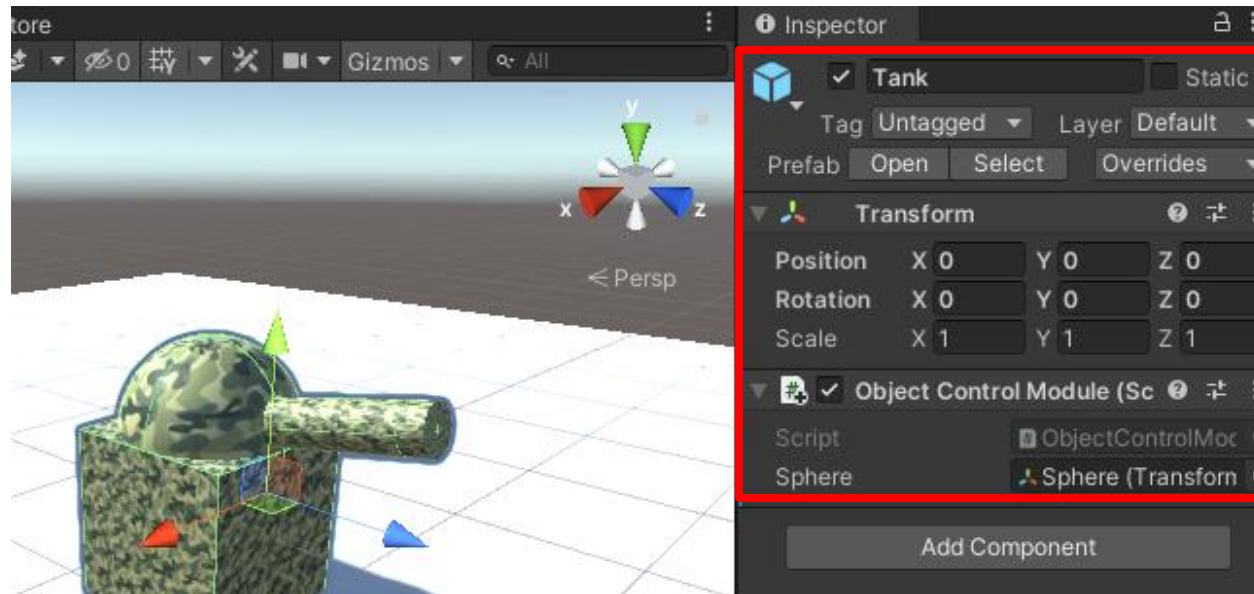 tore
0 Gizmos All
y
x z
Persp
Inspector
Tank Static
Tag Untagged Layer Default
Prefab Open Select Overrides
Transform
Position X 0 Y 0 Z 0
Rotation X 0 Y 0 Z 0
Scale X 1 Y 1 Z 1
# Object Control Module (Sc
Script ObjectControlMoc
Sphere Sphere (Transforn
Add Component